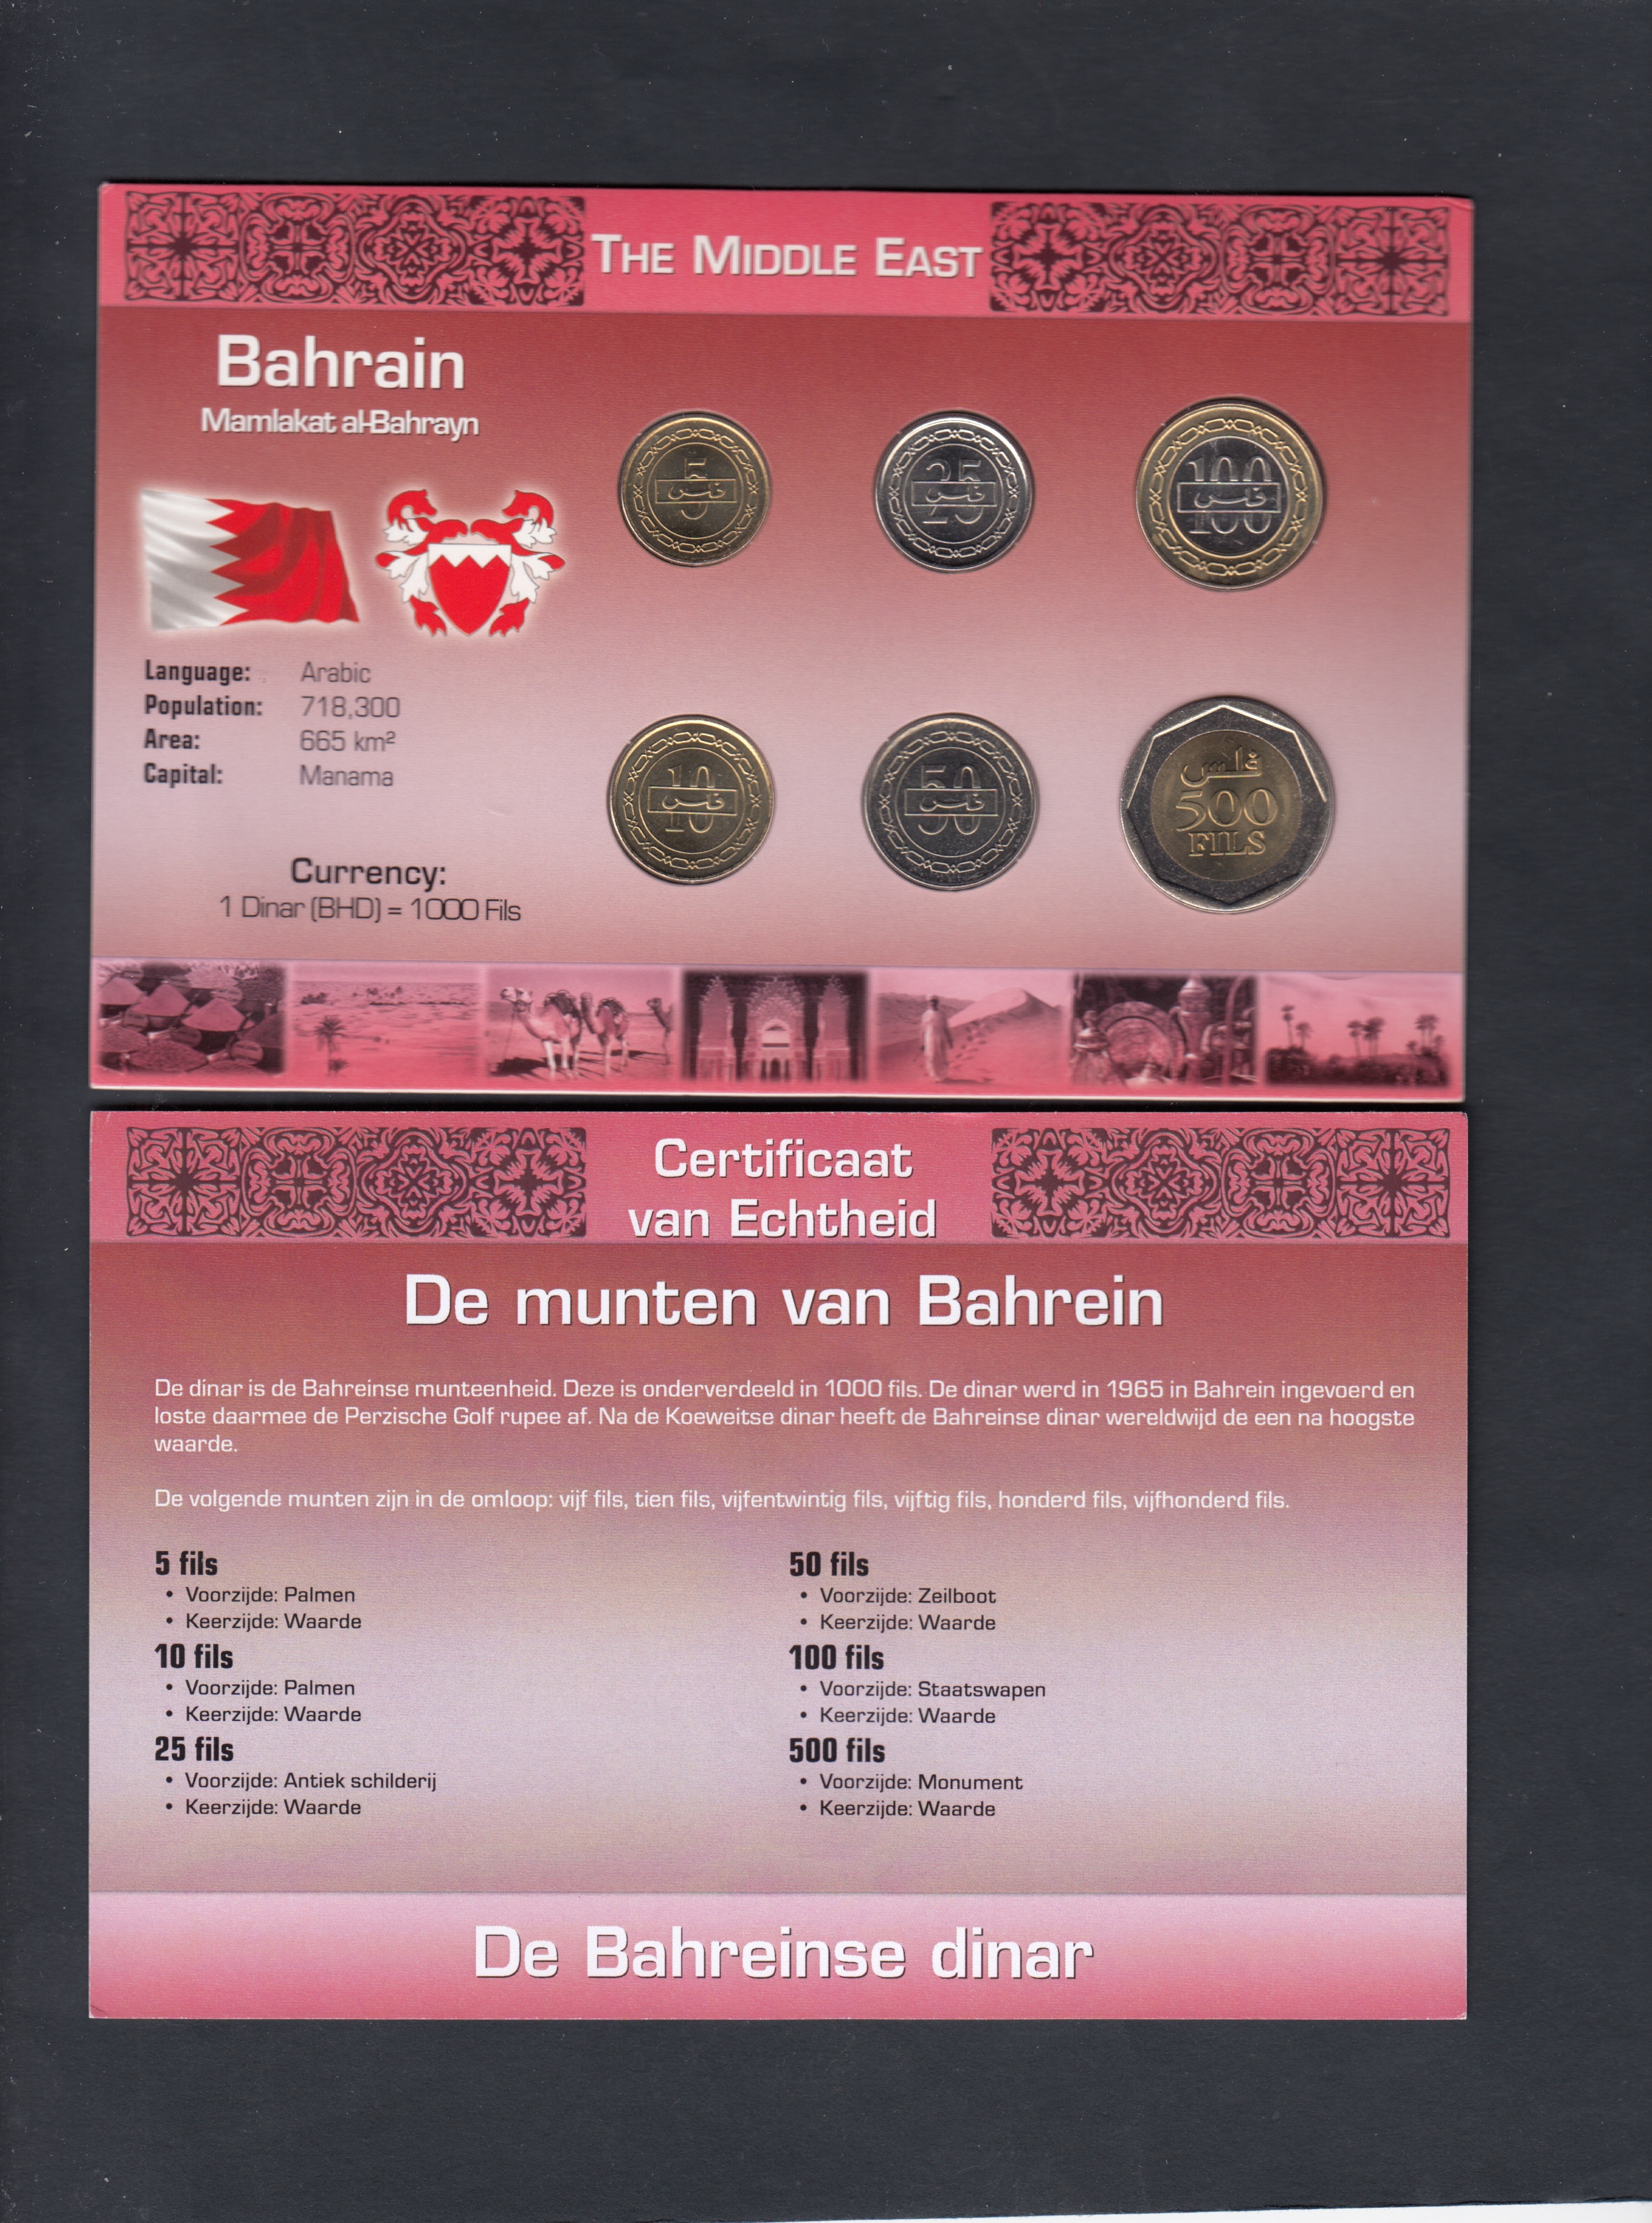 THE MIDDLE EAST
Bahrain
Mamlakat al-Bahrayn
Language: Arabic
Population: 718,300
Area: 665 km²
Capital: Manama
Currency:
1 Dinar (BHD) = 1000 Fils
5
فلس
25
فلس
100
فلس
10
فلس
50
فلس
فلس
500
FILS
Certificaat
van Echtheid
De munten van Bahrein
De dinar is de Bahreinse munteenheid. Deze is onderverdeeld in 1000 fils. De dinar werd in 1965 in Bahrein ingevoerd en
loste daarmee de Perzische Golf rupee af. Na de Koeweitse dinar heeft de Bahreinse dinar wereldwijd de een na hoogste
waarde.
De volgende munten zijn in de omloop: vijf fils, tien fils, vijfentwintig fils, vijftig fils, honderd fils, vijfhonderd fils.
5 fils
• Voorzijde: Palmen
• Keerzijde: Waarde
10 fils
• Voorzijde: Palmen
• Keerzijde: Waarde
25 fils
• Voorzijde: Antiek schilderij
• Keerzijde: Waarde
50 fils
• Voorzijde: Zeilboot
• Keerzijde: Waarde
100 fils
• Voorzijde: Staatswapen
• Keerzijde: Waarde
500 fils
• Voorzijde: Monument
• Keerzijde: Waarde
De Bahreinse dinar